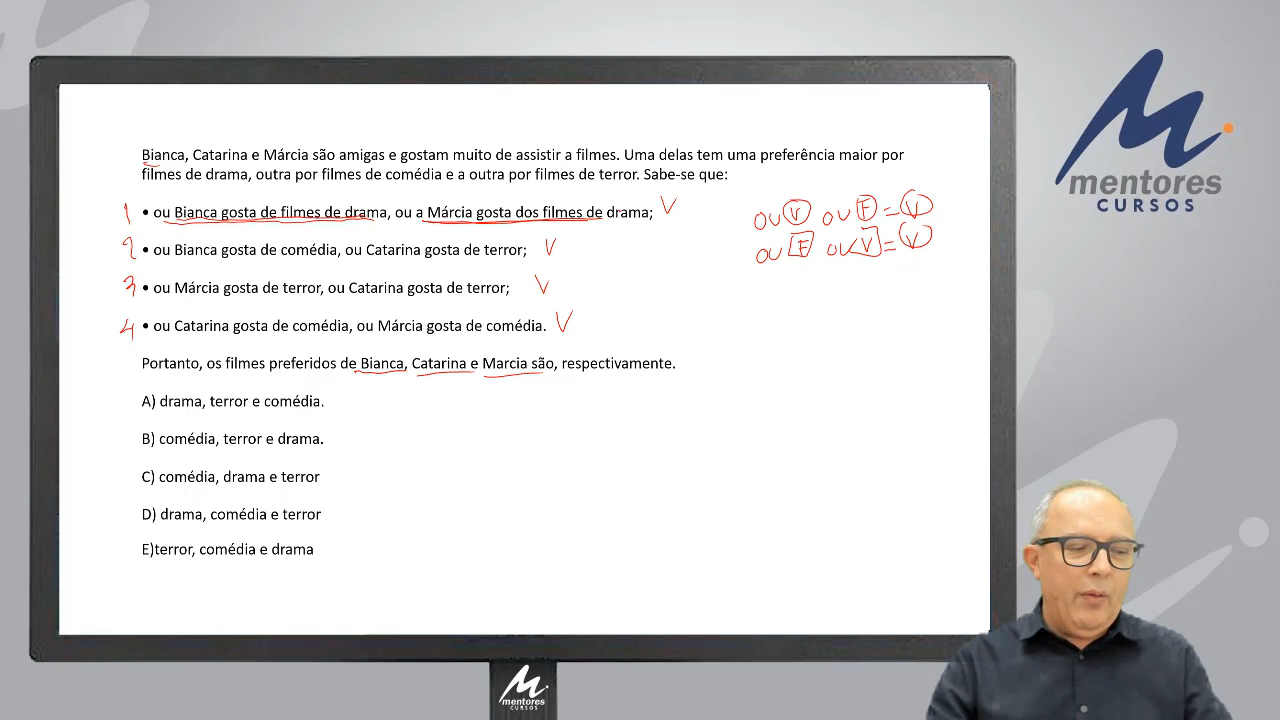 Bianca, Catarina e Márcia são amigas e gostam muito de assistir a filmes. Uma delas tem uma preferência maior por
filmes de drama, outra por filmes de comédia e a outra por filmes de terror. Sabe-se que:
1 • ou Bianca gosta de filmes de drama, ou a Márcia gosta dos filmes de drama; V
2 • ou Bianca gosta de comédia, ou Catarina gosta de terror; V
3 • ou Márcia gosta de terror, ou Catarina gosta de terror; V
4 • ou Catarina gosta de comédia, ou Márcia gosta de comédia. V
Portanto, os filmes preferidos de Bianca, Catarina e Marcia são, respectivamente.
A) drama, terror e comédia.
B) comédia, terror e drama.
C) comédia, drama e terror
D) drama, comédia e terror
E)terror, comédia e drama
OU V OU F = V
OU F OU V = V
mentores
CURSOS
mentores
CURSOS